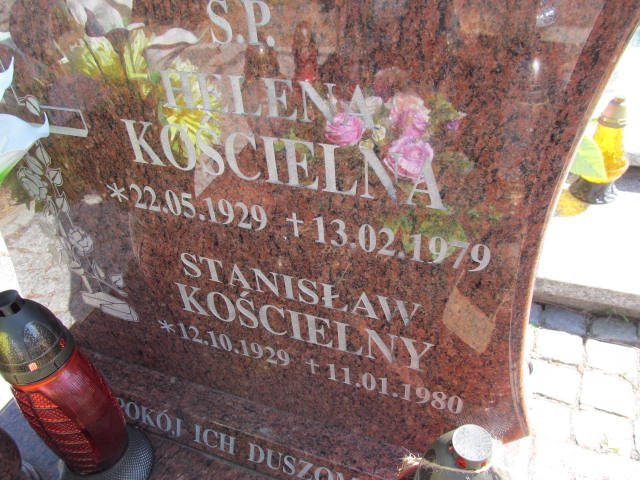 Ś.P.
HELENA
KOŚCIELNA
*22.05.1929 +13.02.1979
STANISŁAW
KOŚCIELNY
*12.10.1929 +11.01.1980
POKÓJ ICH DUSZOM